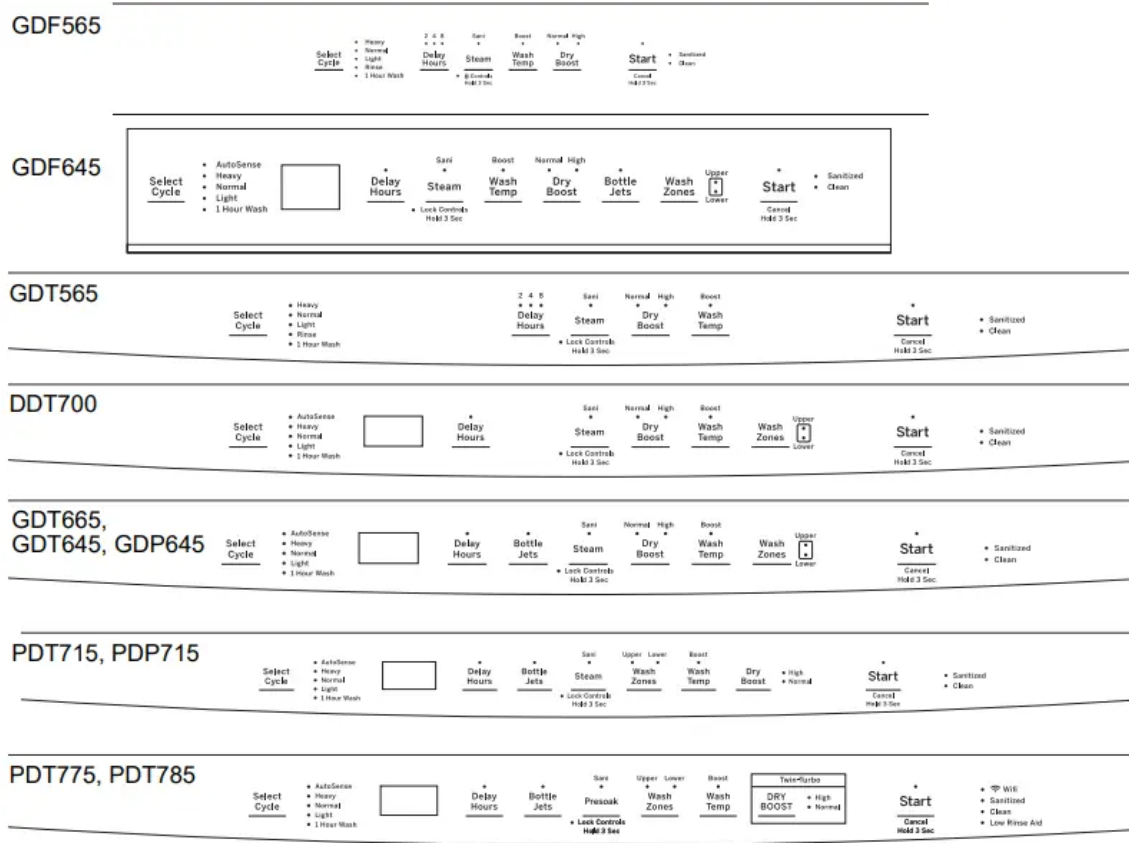 GDF565
Select Cycle
Heavy
Normal
Light
Rinse
1 Hour Wash
2 4 8
Delay Hours
Sani
Steam
Controls
Hold 3 Sec
Boost
Wash Temp
Normal High
Dry Boost
Start
Cancel
Hold 3 Sec
Sanitized
Clean
GDF645
Select Cycle
AutoSense
Heavy
Normal
Light
1 Hour Wash
Delay Hours
Sani
Steam
Lock Controls
Hold 3 Sec
Boost
Wash Temp
Normal High
Dry Boost
Bottle Jets
Wash Zones
Upper
Lower
Start
Cancel
Hold 3 Sec
Sanitized
Clean
GDT565
Select Cycle
Heavy
Normal
Light
Rinse
1 Hour Wash
2 4 8
Delay Hours
Sani
Steam
Lock Controls
Hold 3 Sec
Normal High
Dry Boost
Boost
Wash Temp
Start
Cancel
Hold 3 Sec
Sanitized
Clean
DDT700
Select Cycle
AutoSense
Heavy
Normal
Light
1 Hour Wash
Delay Hours
Sani
Steam
Lock Controls
Hold 3 Sec
Normal High
Dry Boost
Boost
Wash Temp
Wash Zones
Upper
Lower
Start
Cancel
Hold 3 Sec
Sanitized
Clean
GDT665,
GDT645, GDP645
Select Cycle
AutoSense
Heavy
Normal
Light
1 Hour Wash
Delay Hours
Bottle Jets
Sani
Steam
Lock Controls
Hold 3 Sec
Normal High
Dry Boost
Boost
Wash Temp
Wash Zones
Upper
Lower
Start
Cancel
Hold 3 Sec
Sanitized
Clean
PDT715, PDP715
Select Cycle
AutoSense
Heavy
Normal
Light
1 Hour Wash
Delay Hours
Bottle Jets
Sani
Steam
Lock Controls
Hold 3 Sec
Upper Lower
Wash Zones
Boost
Wash Temp
Dry Boost
High
Normal
Start
Cancel
Hold 3 Sec
Sanitized
Clean
PDT775, PDT785
Select Cycle
AutoSense
Heavy
Normal
Light
1 Hour Wash
Delay Hours
Bottle Jets
Sani
Presoak
Lock Controls
Hold 3 Sec
Upper Lower
Wash Zones
Boost
Wash Temp
Twin-Turbo
DRY BOOST
High
Normal
Start
Cancel
Hold 3 Sec
Wifi
Sanitized
Clean
Low Rinse Aid